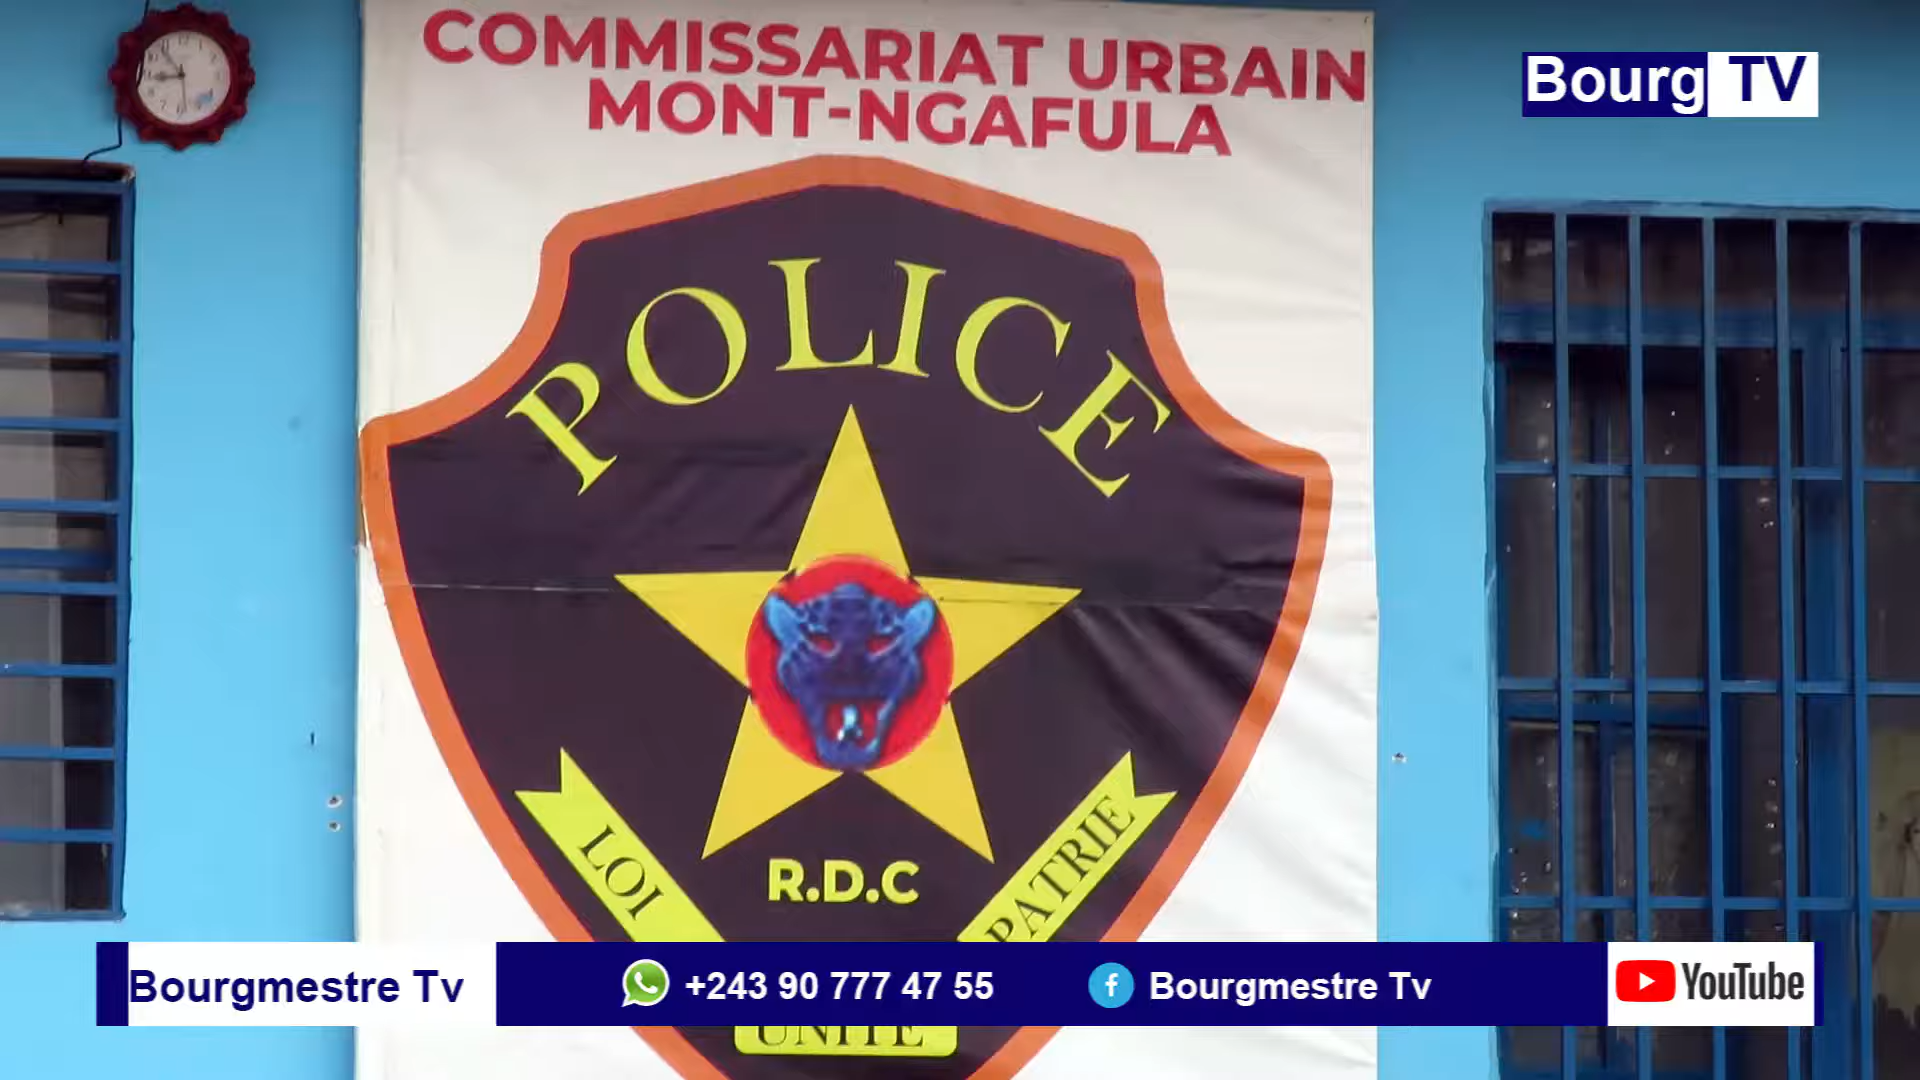 COMMISSARIAT URBAIN
MONT-NGAFULA
Bourg TV
POLICE
R.D.C
LOI
PATRIE
Bourgmestre Tv
+243 90 777 47 55
Bourgmestre Tv
YouTube
UNITE